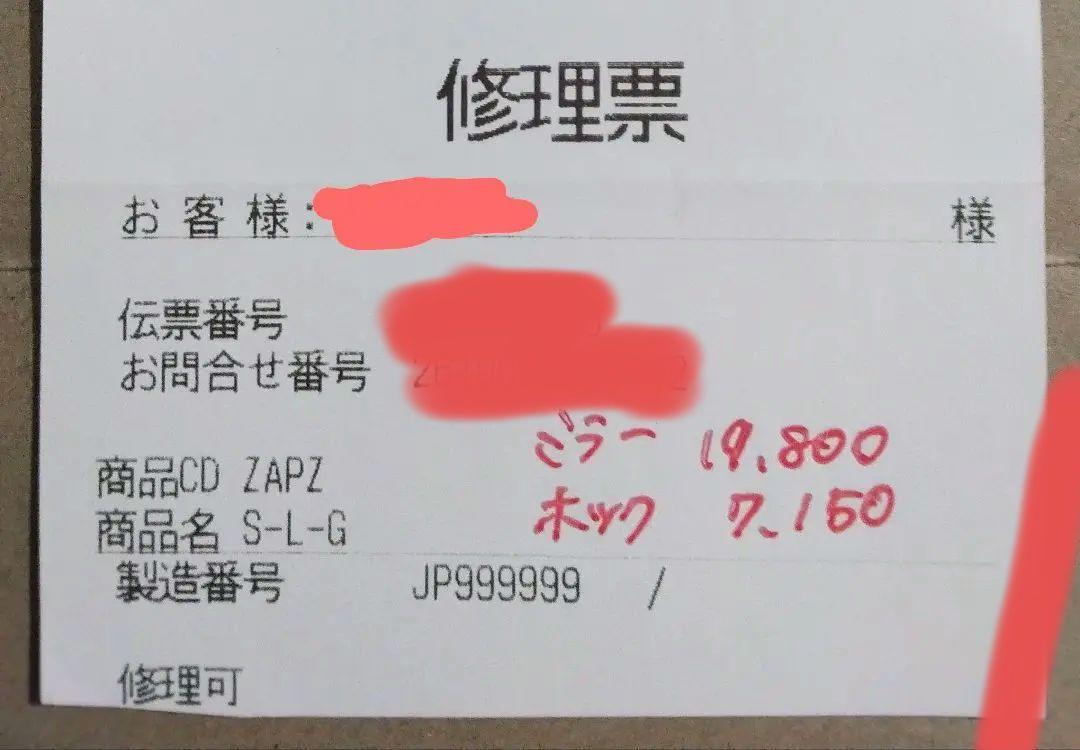 修理票
お客様: 様
伝票番号
お問合せ番号
ミラー 19,800
商品CD ZAPZ
ホック 7,150
商品名 S-L-G
製造番号 JP999999 /
修理可